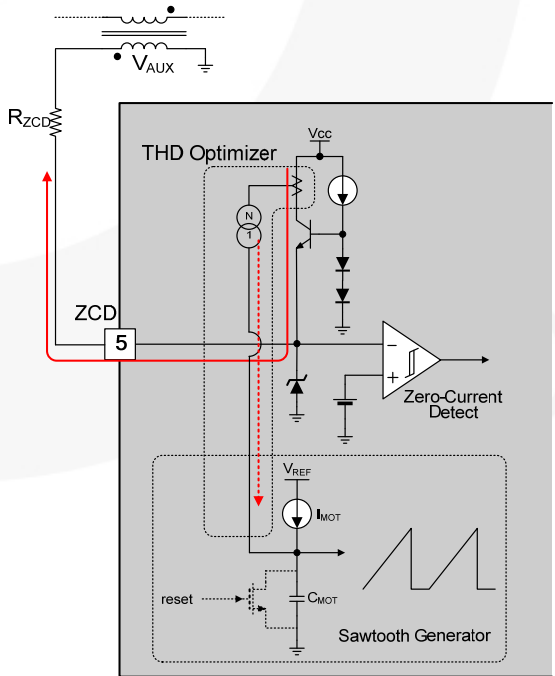 VAUX
RZCD
THD Optimizer
Vcc
N
1
ZCD
5
Zero-Current
Detect
VREF
IMOT
reset
CMOT
Sawtooth Generator